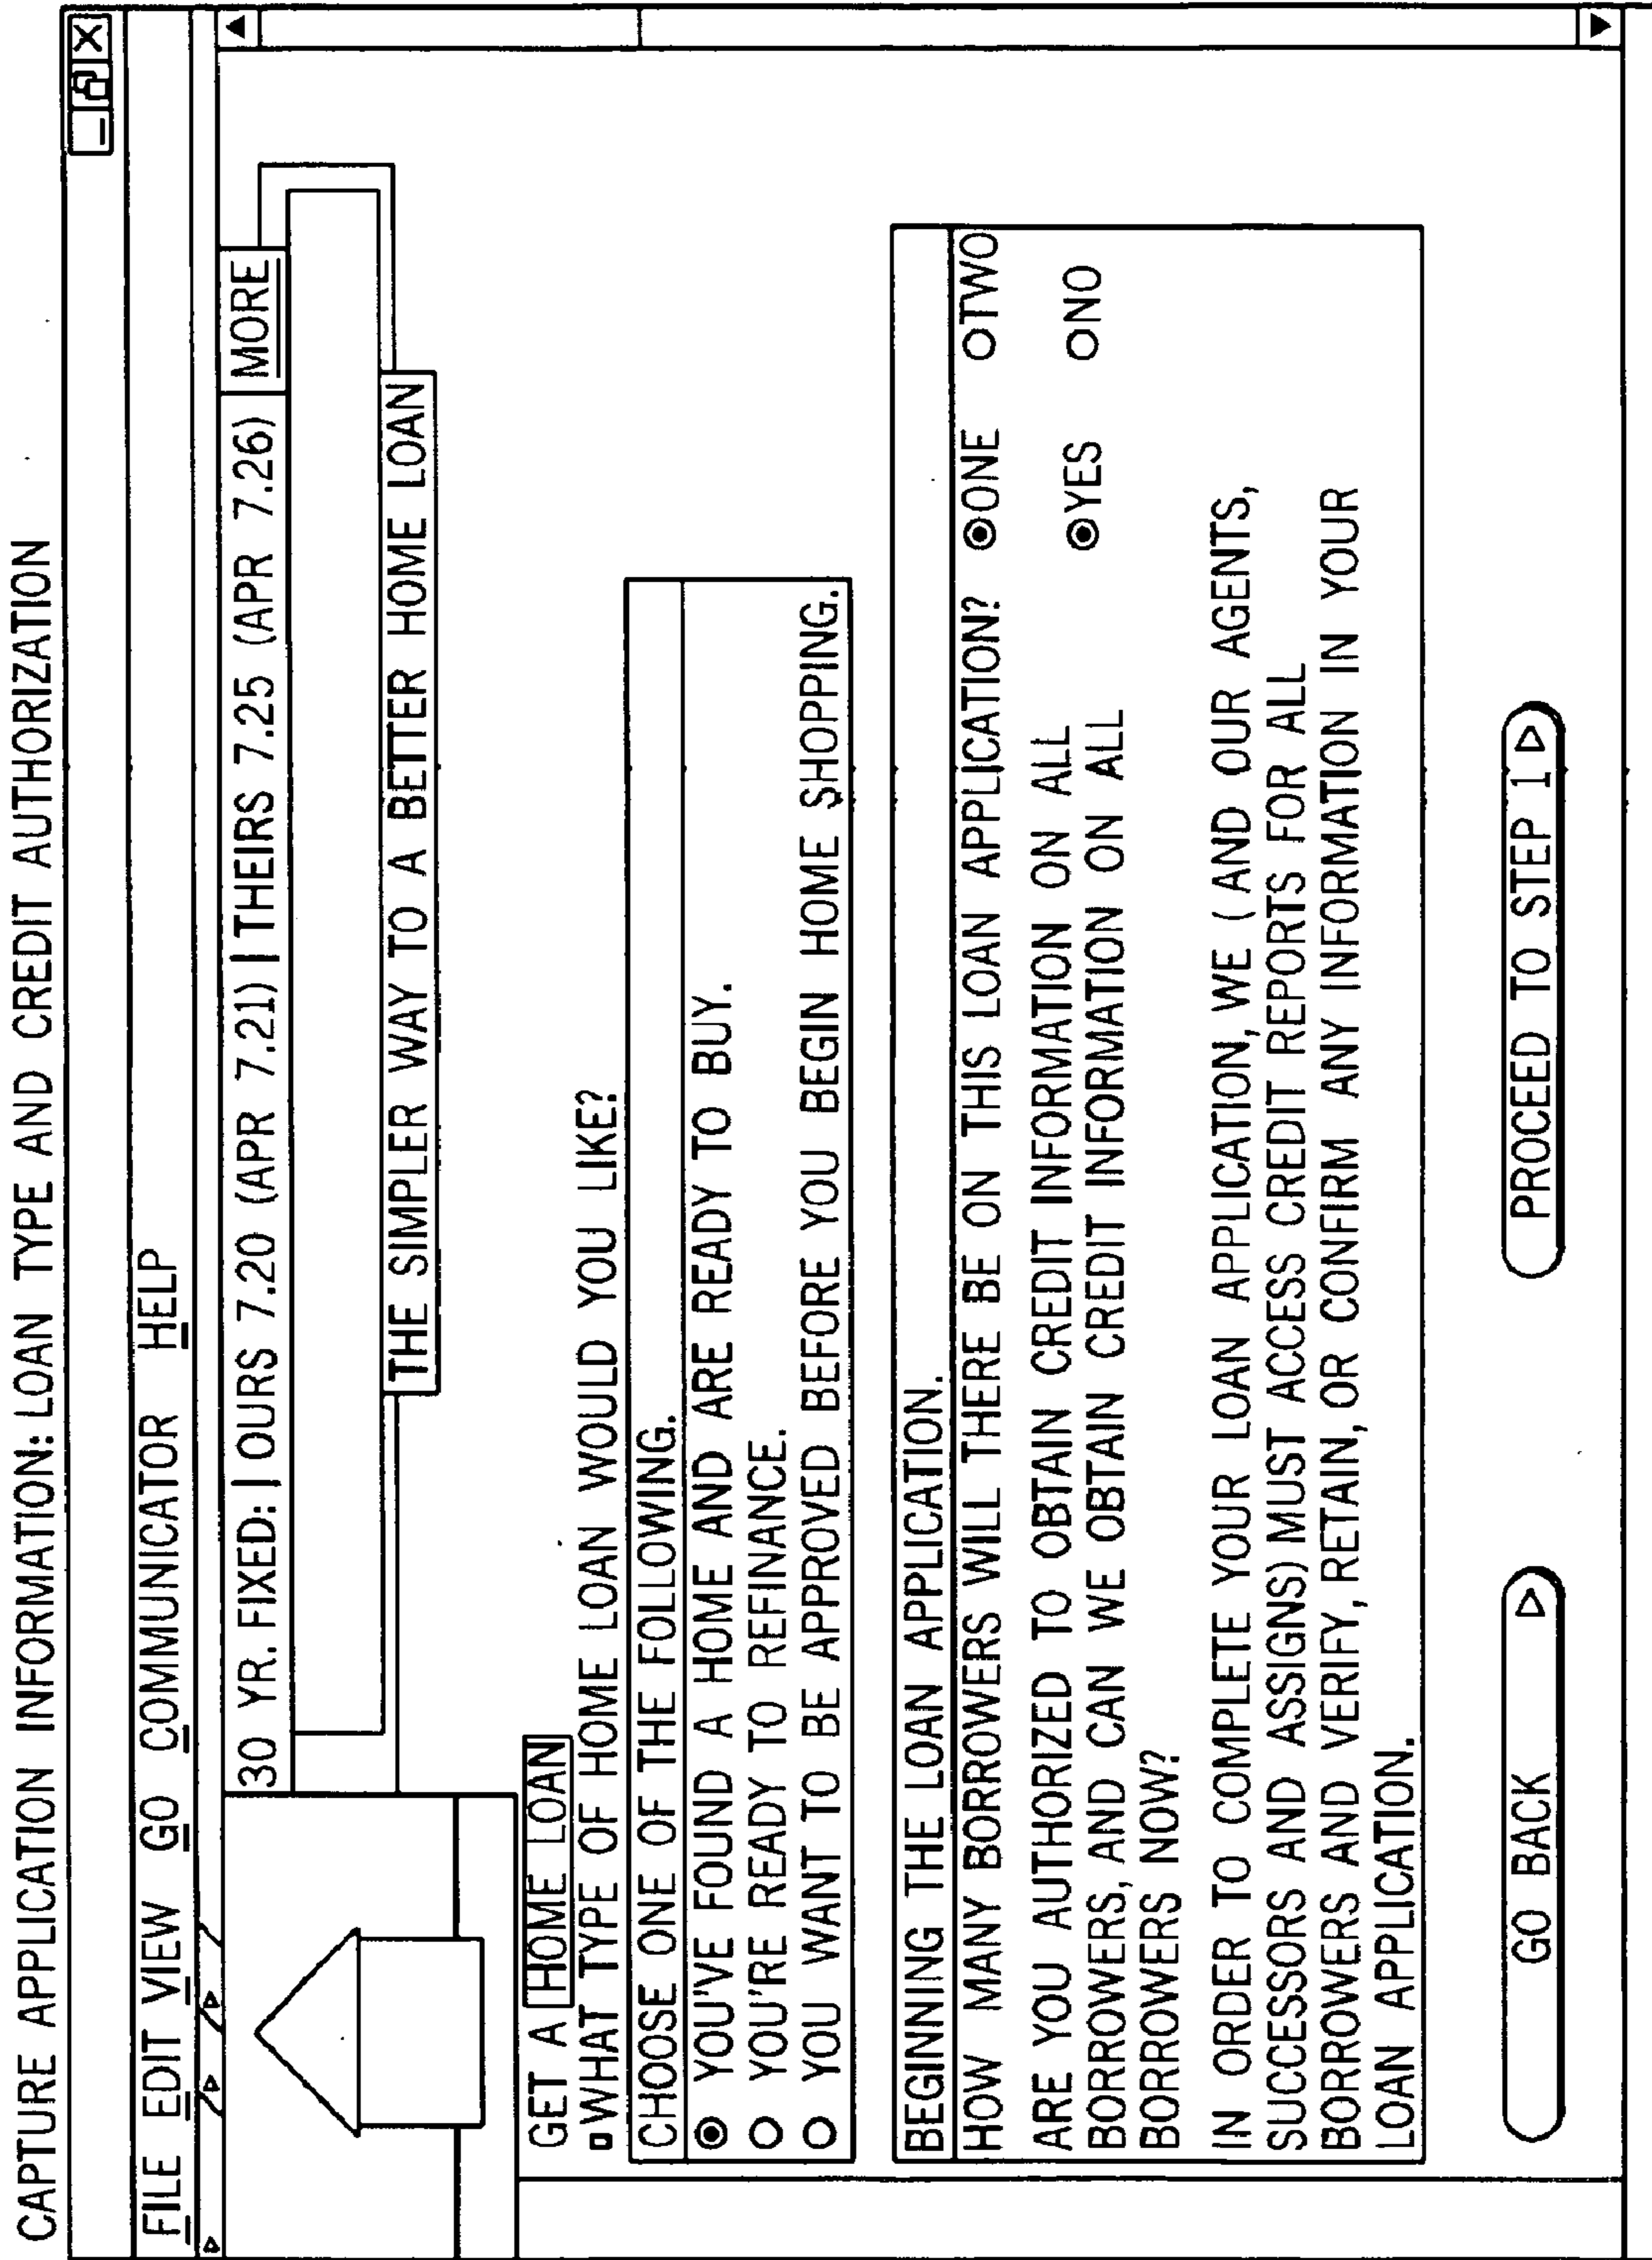 CAPTURE APPLICATION INFORMATION: LOAN TYPE AND CREDIT AUTHORIZATION
FILE EDIT VIEW GO COMMUNICATOR HELP
30 YR. FIXED: | OURS 7.20 (APR 7.21) | THEIRS 7.25 (APR 7.26) MORE
THE SIMPLER WAY TO A BETTER HOME LOAN
GET A HOME LOAN
WHAT TYPE OF HOME LOAN WOULD YOU LIKE?
CHOOSE ONE OF THE FOLLOWING.
YOU'VE FOUND A HOME AND ARE READY TO BUY.
YOU'RE READY TO REFINANCE.
YOU WANT TO BE APPROVED BEFORE YOU BEGIN HOME SHOPPING.
BEGINNING THE LOAN APPLICATION.
HOW MANY BORROWERS WILL THERE BE ON THIS LOAN APPLICATION? ONE TWO
ARE YOU AUTHORIZED TO OBTAIN CREDIT INFORMATION ON ALL
BORROWERS, AND CAN WE OBTAIN CREDIT INFORMATION ON ALL YES NO
BORROWERS NOW?
IN ORDER TO COMPLETE YOUR LOAN APPLICATION, WE (AND OUR AGENTS,
SUCCESSORS AND ASSIGNS) MUST ACCESS CREDIT REPORTS FOR ALL
BORROWERS AND VERIFY, RETAIN, OR CONFIRM ANY INFORMATION IN YOUR
LOAN APPLICATION.
GO BACK PROCEED TO STEP 1